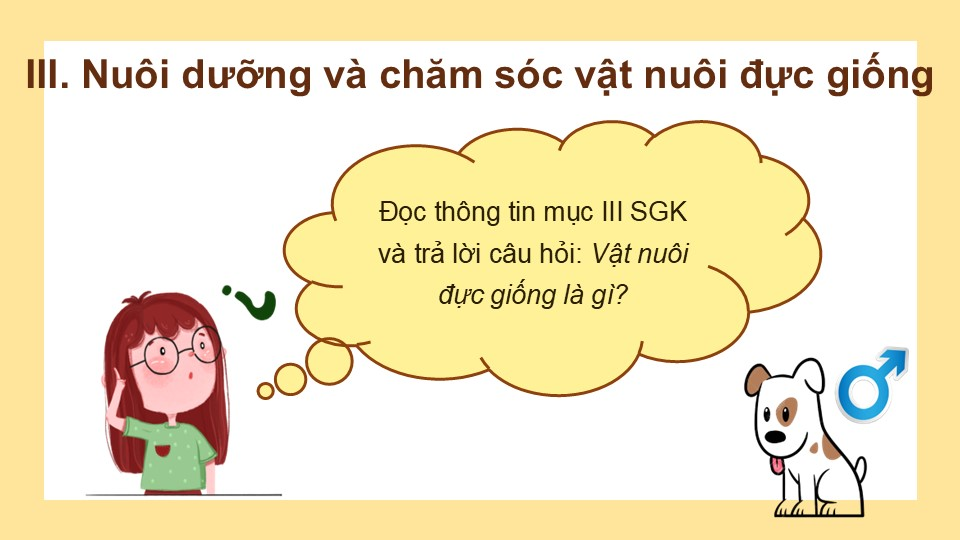 III. Nuôi dưỡng và chăm sóc vật nuôi đực giống
Đọc thông tin mục III SGK
và trả lời câu hỏi: Vật nuôi
đực giống là gì?